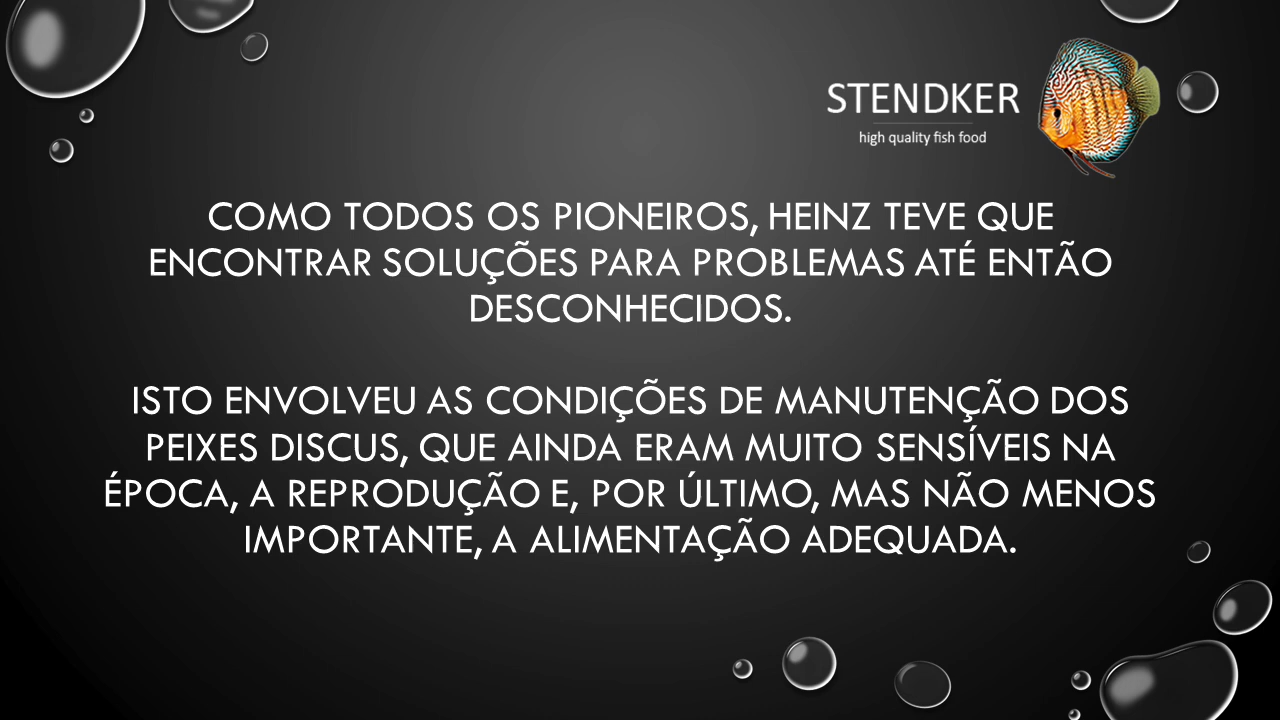 STENDKER
high quality fish food
COMO TODOS OS PIONEIROS, HEINZ TEVE QUE
ENCONTRAR SOLUÇÕES PARA PROBLEMAS ATÉ ENTÃO
DESCONHECIDOS.
ISTO ENVOLVEU AS CONDIÇÕES DE MANUTENÇÃO DOS
PEIXES DISCUS, QUE AINDA ERAM MUITO SENSÍVEIS NA
ÉPOCA, A REPRODUÇÃO E, POR ÚLTIMO, MAS NÃO MENOS
IMPORTANTE, A ALIMENTAÇÃO ADEQUADA.